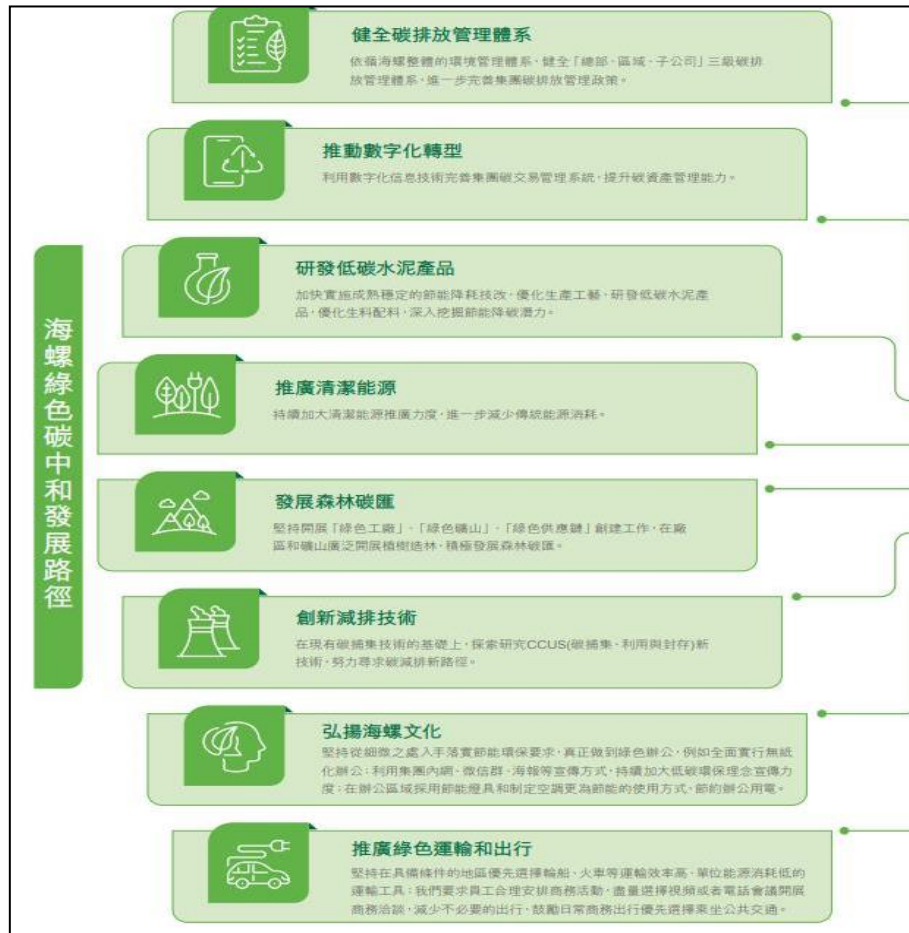 海螺綠色碳中和發展路徑
健全碳排放管理體系
依循海螺整體的環境管理體系,健全「總部、區域、子公司」三級碳排
放管理體系,進一步完善集團碳排放管理政策。
推動數字化轉型
利用數字化信息技術完善集團碳交易管理系統,提升碳資產管理能力。
研發低碳水泥產品
加快實施成熟穩定的節能降耗技改,優化生產工藝,研發低碳水泥產
品,優化生料配料,深入挖掘節能降碳潛力。
推廣清潔能源
持續加大清潔能源推廣力度,進一步減少傳統能源消耗。
發展森林碳匯
堅持開展「綠色工廠」、「綠色礦山」、「綠色供應鏈」創建工作,在廠
區和礦山廣泛開展植樹造林,積極發展森林碳匯。
創新減排技術
在現有碳捕集技術的基礎上,探索研究CCUS(碳捕集、利用與封存)新
技術,努力尋求碳減排新路徑。
弘揚海螺文化
堅持從細微之處入手落實節能環保要求,真正做到綠色辦公,例如全面實行無紙
化辦公;利用集團內網、微信群、海報等宣傳方式,持續加大低碳環保理念宣傳力
度;在辦公區域採用節能燈具和制定空調更為節能的使用方式,節約辦公用電。
推廣綠色運輸和出行
堅持在具備條件的地區優先選擇輪船、火車等運輸效率高、單位能源消耗低的
運輸工具;我們要求員工合理安排商務活動,盡量選擇視頻或者電話會議開展
商務洽談,減少不必要的出行,鼓勵日常商務出行優先選擇乘坐公共交通。